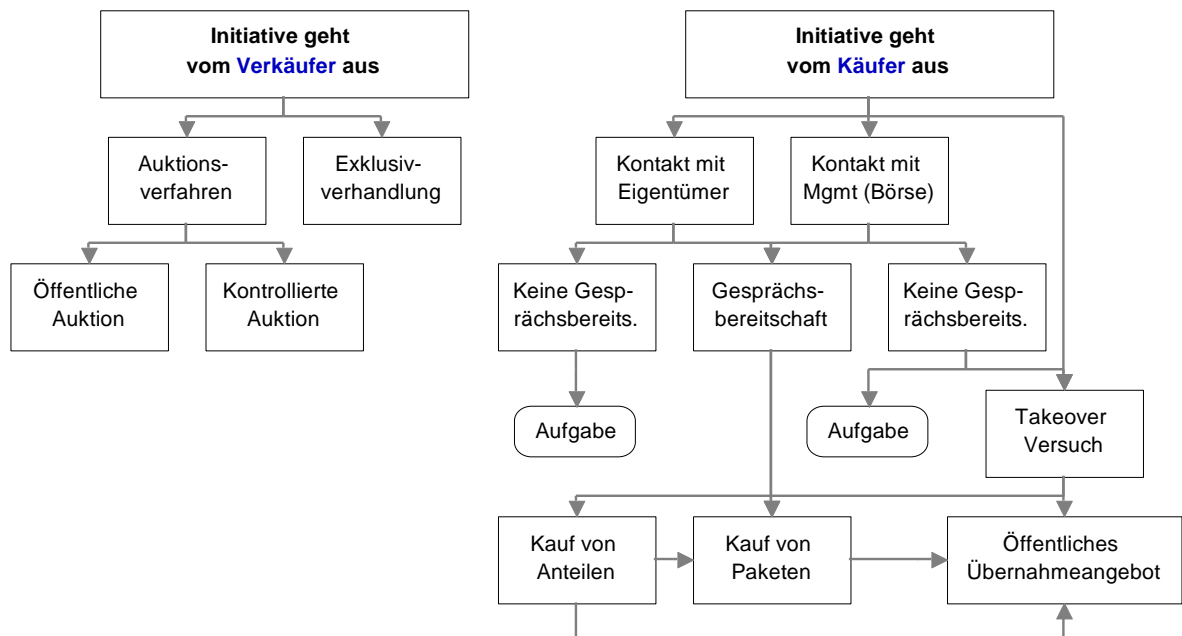 Initiative geht
vom Verkäufer aus
Initiative geht
vom Käufer aus
Auktions-
verfahren
Exklusiv-
verhandlung
Kontakt mit
Eigentümer
Kontakt mit
Mgmt (Börse)
Öffentliche
Auktion
Kontrollierte
Auktion
Keine Gesp-
rächsbereits.
Gesprächs-
bereitschaft
Keine Gesp-
rächsbereits.
Aufgabe
Aufgabe
Takeover
Versuch
Kauf von
Anteilen
Kauf von
Paketen
Öffentliches
Übernahmeangebot